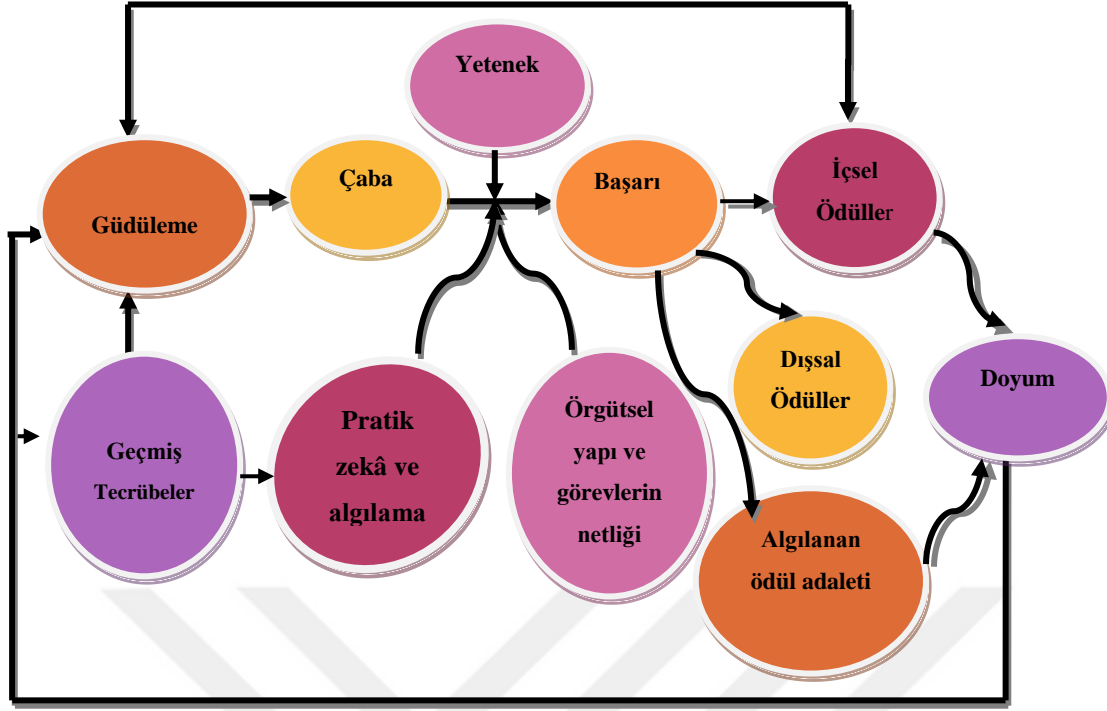 Yetenek
Güdüleme
Çaba
Başarı
İçsel
Ödüller
Geçmiş
Tecrübeler
Pratik
zekâ ve
algılama
Örgütsel
yapı ve
görevlerin
netliği
Dışsal
Ödüller
Doyum
Algılanan
ödül adaleti